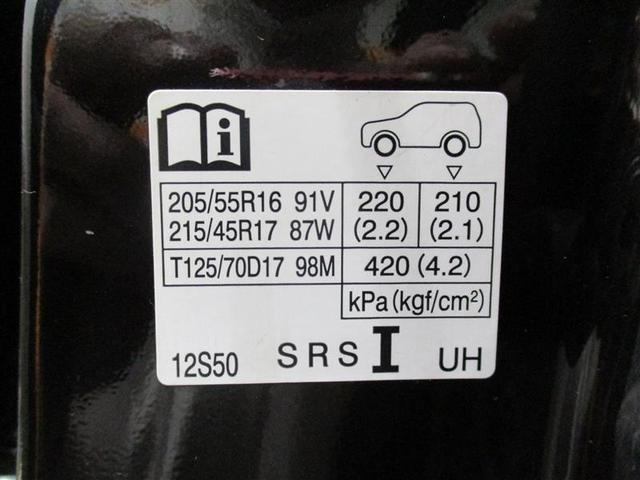 205/55R16 91V 220 210
215/45R17 87W (2.2) (2.1)
T125/70D17 98M 420 (4.2)
kPa (kgf/cm²)
12S50 SRS I UH